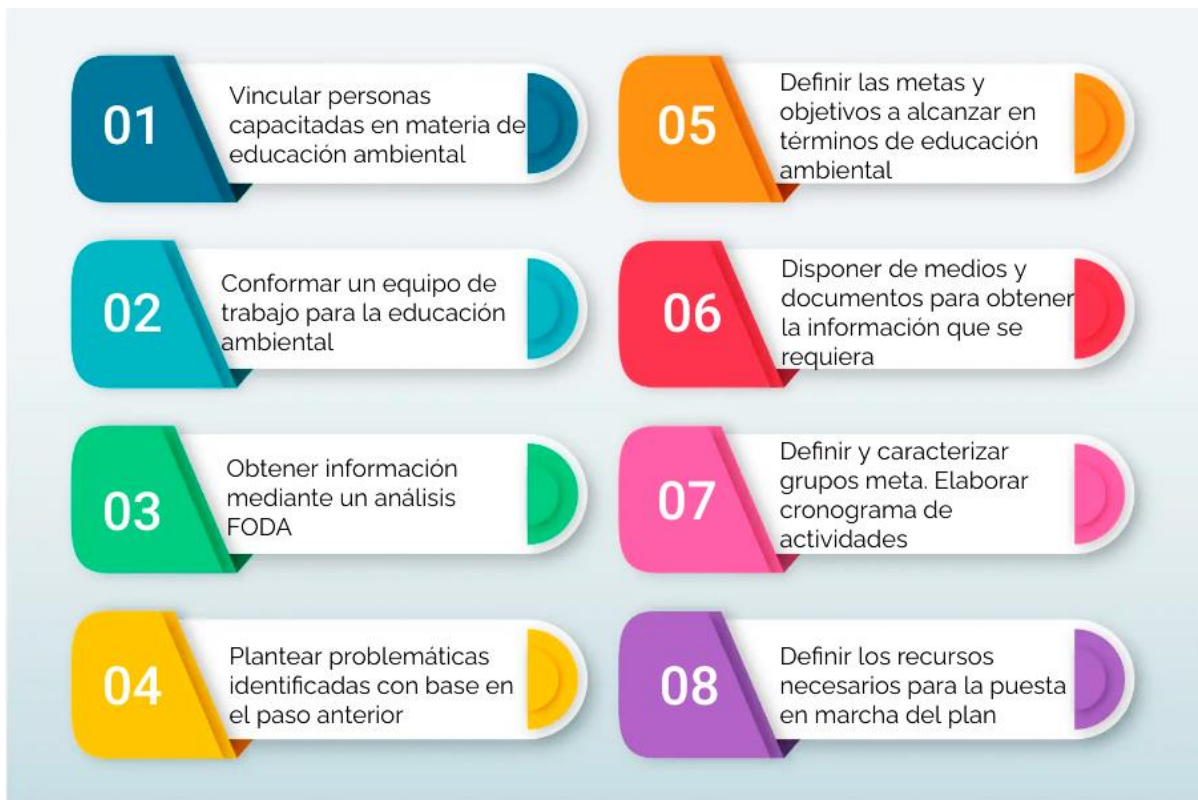 01
Vincular personas
capacitadas en materia de
educación ambiental
02
Conformar un equipo de
trabajo para la educación
ambiental
03
Obtener información
mediante un análisis
FODA
04
Plantear problemáticas
identificadas con base en
el paso anterior
05
Definir las metas y
objetivos a alcanzar en
términos de educación
ambiental
06
Disponer de medios y
documentos para obtener
la información que se
requiera
07
Definir y caracterizar
grupos meta. Elaborar
cronograma de
actividades
08
Definir los recursos
necesarios para la puesta
en marcha del plan